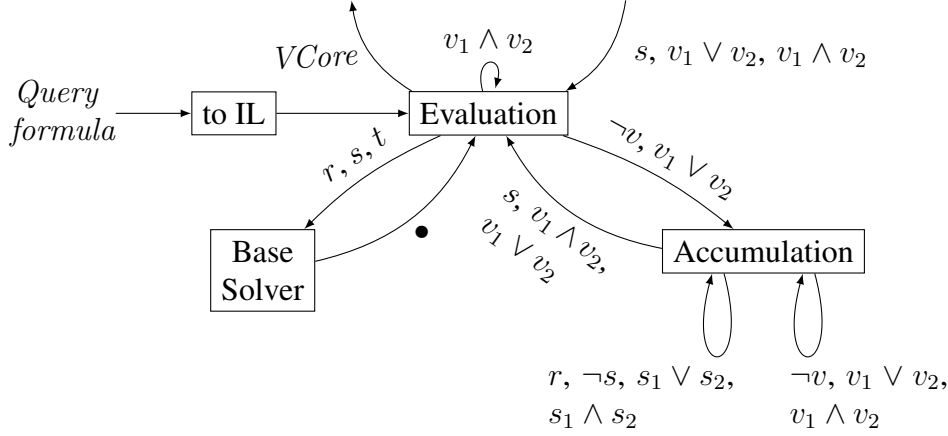 v₁ ∧ v₂
VCore
s, v₁ ∨ v₂, v₁ ∧ v₂
Query
formula
to IL
Evaluation
r, s, t
¬v, v₁ ∨ v₂
s, v₁ ∧ v₂,
v₁ ∨ v₂
•
Base
Solver
Accumulation
r, ¬s, s₁ ∨ s₂,
s₁ ∧ s₂
¬v, v₁ ∨ v₂,
v₁ ∧ v₂